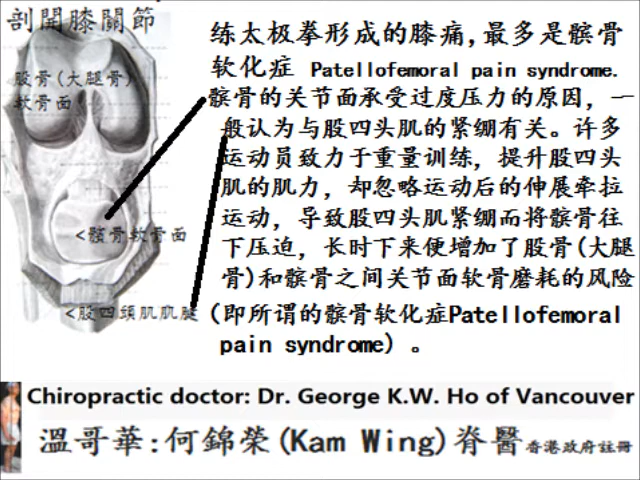 剖開膝關節
股骨(大腿骨)
軟骨面
<髌骨軟骨面
<股四頭肌肌腱
练太极拳形成的膝痛,最多是髌骨
软化症 Patellofemoral pain syndrome.
髌骨的关节面承受过度压力的原因，一
般认为与股四头肌的紧绷有关。许多
运动员致力于重量训练，提升股四头
肌的肌力，却忽略运动后的伸展牵拉
运动，导致股四头肌紧绷而将髌骨往
下压迫，长时下来便增加了股骨(大腿
骨)和髌骨之间关节面软骨磨耗的风险
(即所谓的髌骨软化症Patellofemoral
pain syndrome) 。
Chiropractic doctor: Dr. George K.W. Ho of Vancouver
溫哥華:何錦榮(Kam Wing)脊醫香港政府註冊